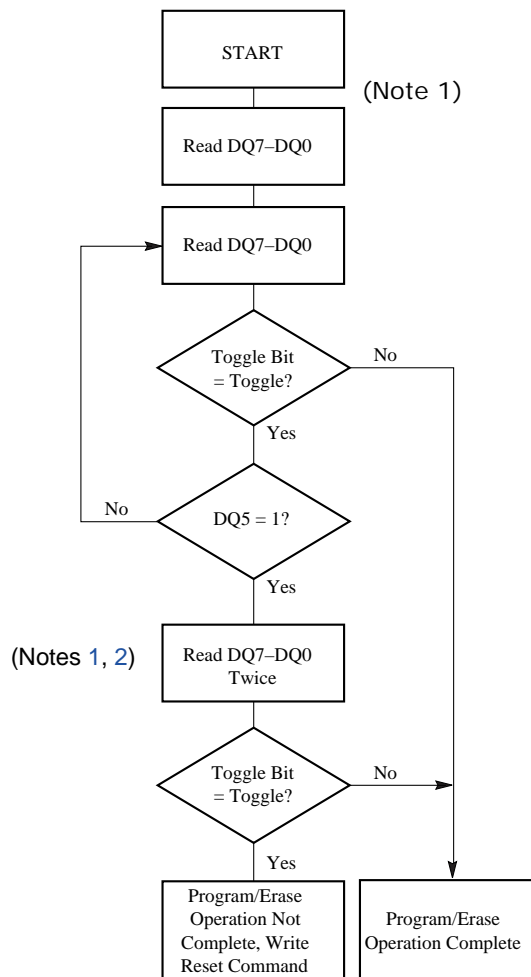 START
(Note 1)
Read DQ7–DQ0
Read DQ7–DQ0
Toggle Bit
= Toggle?
No
Yes
No
DQ5 = 1?
Yes
(Notes 1, 2)
Read DQ7–DQ0
Twice
Toggle Bit
= Toggle?
No
Yes
Program/Erase
Operation Not
Complete, Write
Reset Command
Program/Erase
Operation Complete